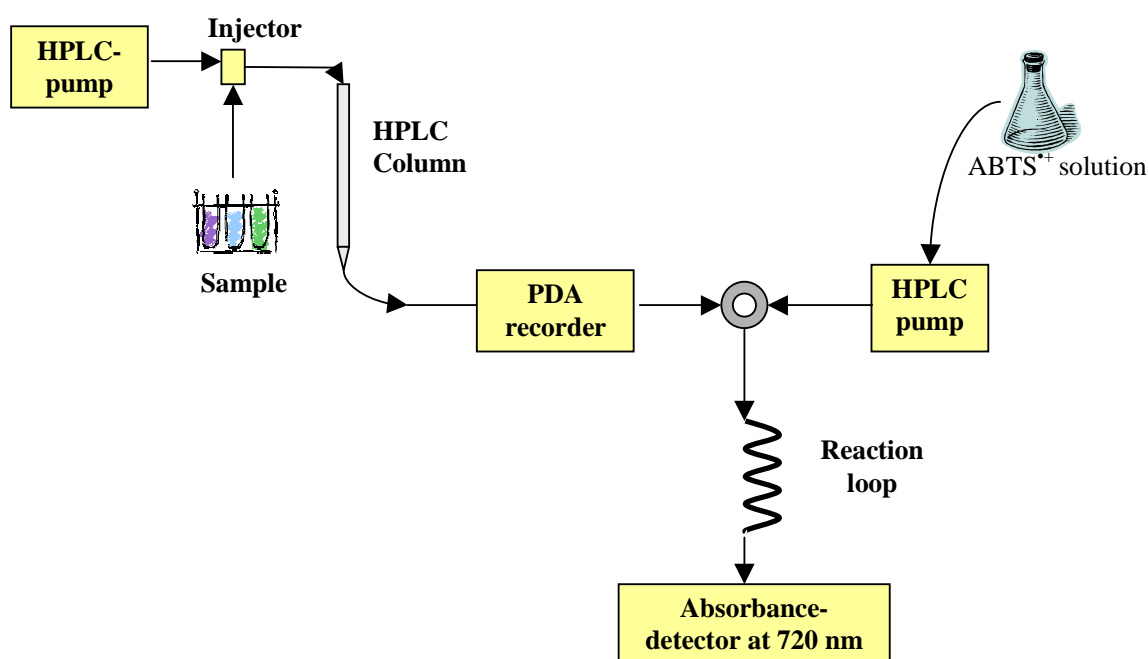 HPLC-
pump
Injector
HPLC
Column
Sample
PDA
recorder
ABTS•+ solution
HPLC
pump
Reaction
loop
Absorbance-
detector at 720 nm